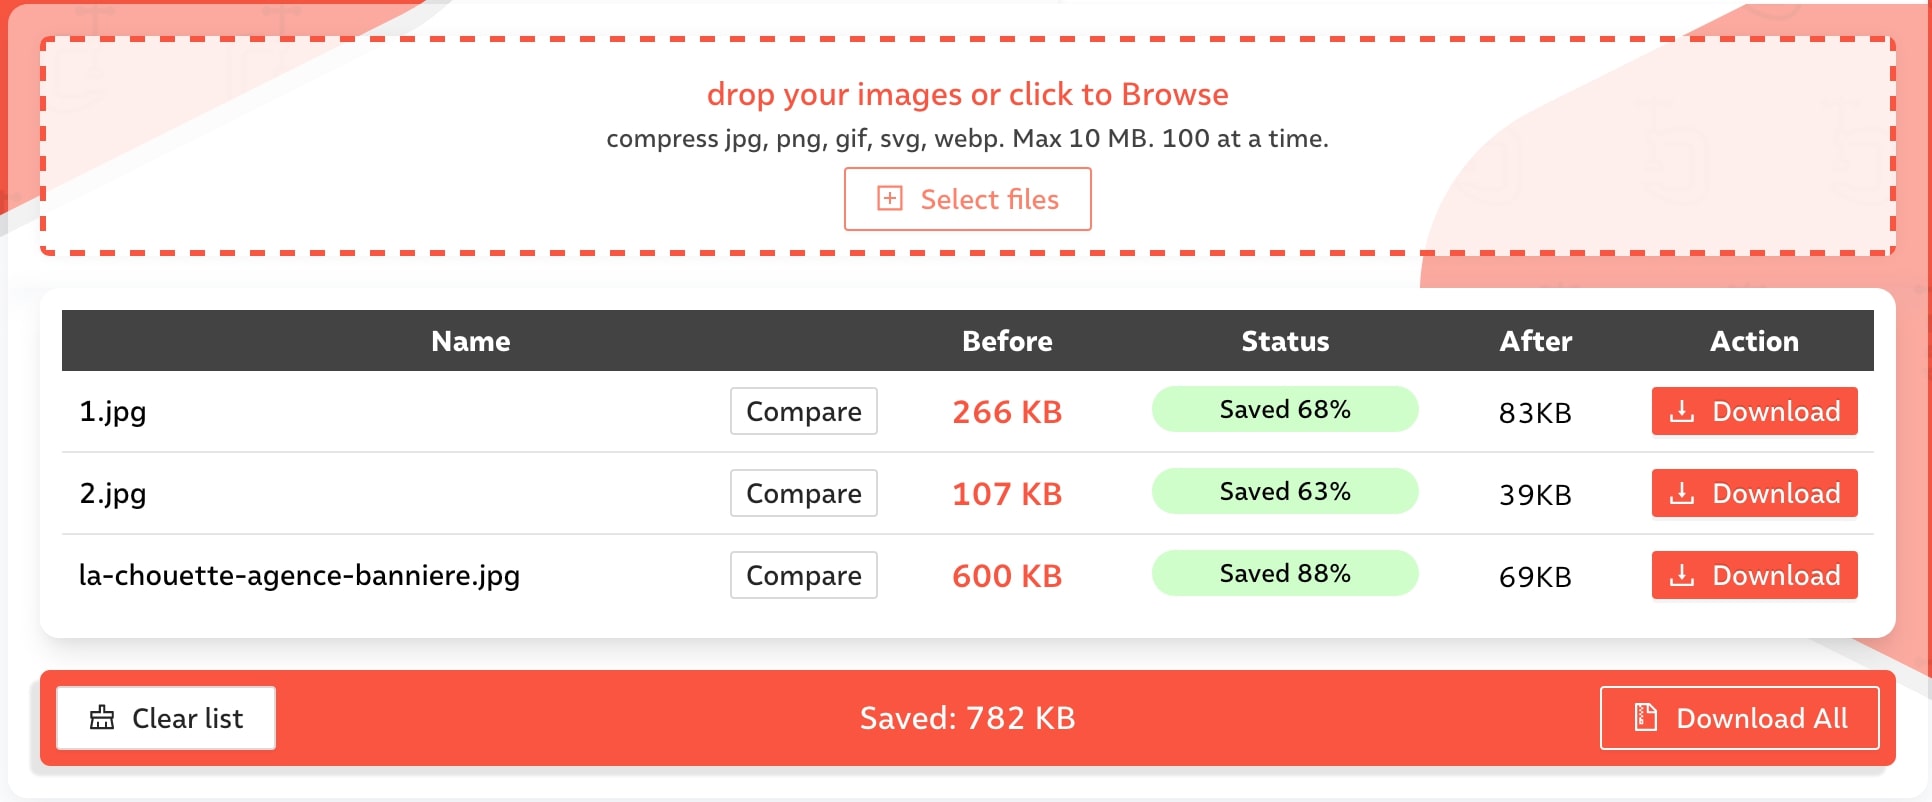 drop your images or click to Browse
compress jpg, png, gif, svg, webp. Max 10 MB. 100 at a time.
Select files
Name Before Status After Action
1.jpg Compare 266 KB Saved 68% 83KB Download
2.jpg Compare 107 KB Saved 63% 39KB Download
la-chouette-agence-banniere.jpg Compare 600 KB Saved 88% 69KB Download
Clear list Saved: 782 KB Download All